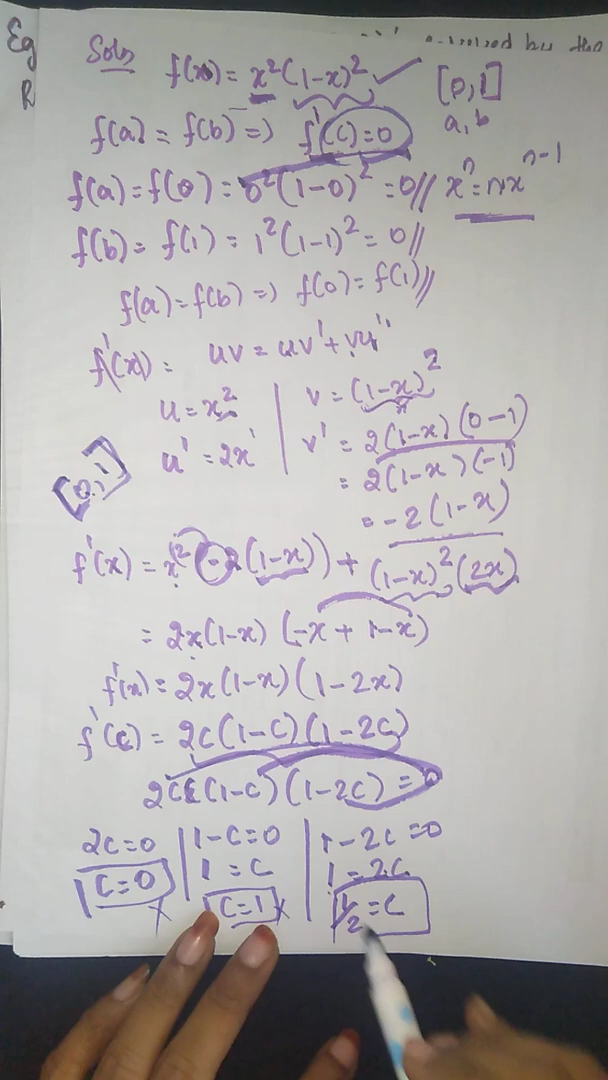 Eg
R
by the
Soln f(x) = x²(1-x)² ✓ [0,1]
a,b
f(a) = f(b) => f'(c)=0
f(a) = f(0) = 0²(1-0)² = 0// xⁿ = nxⁿ⁻¹
f(b) = f(1) = 1²(1-1)² = 0//
f(a) = f(b) => f(0) = f(1)//
f'(x) = uv = uv' + vu'
u = x² | v = (1-x)²
u' = 2x | v' = 2(1-x)(0-1)
= 2(1-x)(-1)
[0,1]
= -2(1-x)
f'(x) = x²(-2(1-x)) + (1-x)²(2x)
= 2x(1-x)(-x+1-x)
f'(x) = 2x(1-x)(1-2x)
f'(c) = 2c(1-c)(1-2c)
2c(1-c)(1-2c) = 0
2c=0 | 1-c=0 | 1-2c=0
c=0 x | 1=c | 1=2c
c=1 x | 1/2=c